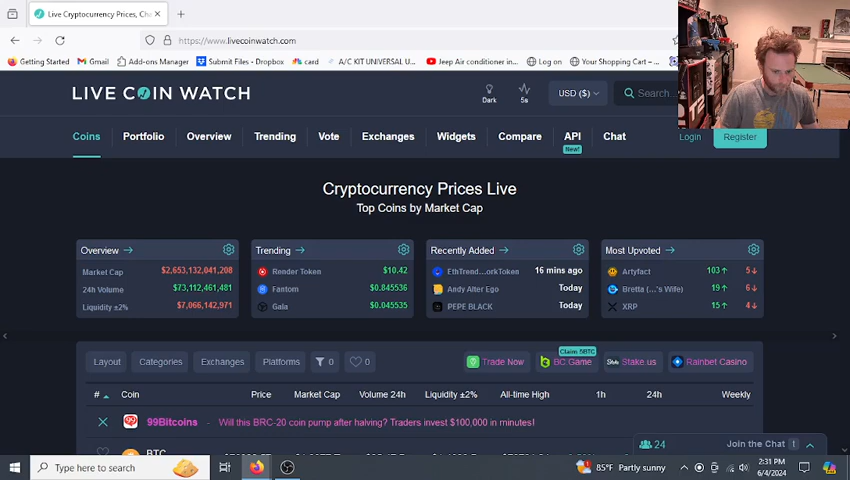 Live Cryptocurrency Prices, Cha
https://www.livecoinwatch.com
Getting Started Gmail Add-ons Manager Submit Files - Dropbox card A/C KIT UNIVERSAL U... Jeep Air conditioner in... Log on Your Shopping Cart:...
LIVE COIN WATCH
Dark 5s USD ($) Search...
Coins Portfolio Overview Trending Vote Exchanges Widgets Compare API Chat Login Register
New!
Cryptocurrency Prices Live
Top Coins by Market Cap
Overview → Trending → Recently Added → Most Upvoted →
Market Cap $2,653,132,041,208 Render Token $10.42 EthTrend...orkToken 16 mins ago Artyfact 103↑ 5↓
24h Volume $73,112,461,481 Fantom $0.845536 Andy Alter Ego Today Bretta (...'s Wife) 19↑ 6↓
Liquidity ±2% $7,066,142,971 Gala $0.045535 PEPE BLACK Today XRP 15↑ 4↓
Claim 5BTC
Layout Categories Exchanges Platforms 0 0 Trade Now BC Game Stake.us Rainbet Casino
# Coin Price Market Cap Volume 24h Liquidity ±2% All-time High 1h 24h Weekly
99Bitcoins - Will this BRC-20 coin pump after halving? Traders invest $100,000 in minutes!
BTC
24 Join the Chat
Type here to search 85°F Partly sunny 2:31 PM
6/4/2024